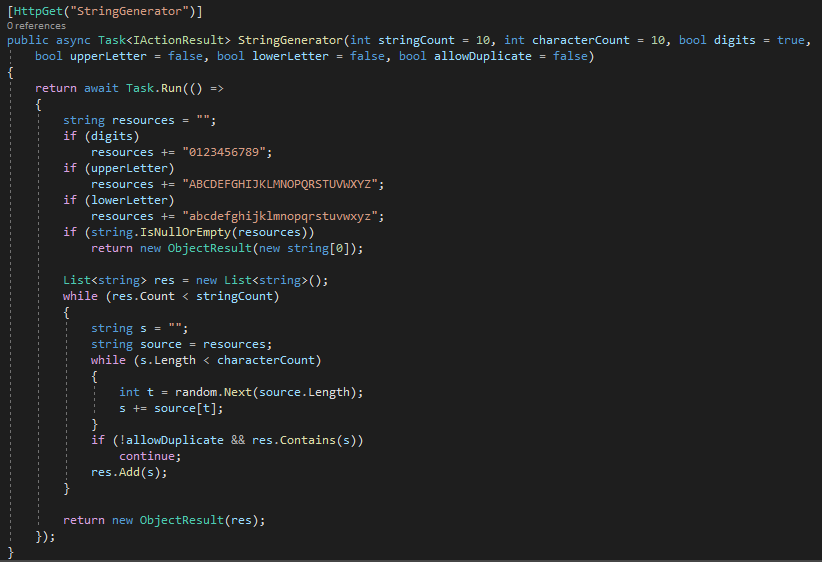 [HttpGet("StringGenerator")]
0 references
public async Task<IActionResult> StringGenerator(int stringCount = 10, int characterCount = 10, bool digits = true,
    bool upperLetter = false, bool lowerLetter = false, bool allowDuplicate = false)
{
    return await Task.Run(() =>
    {
        string resources = "";
        if (digits)
            resources += "0123456789";
        if (upperLetter)
            resources += "ABCDEFGHIJKLMNOPQRSTUVWXYZ";
        if (lowerLetter)
            resources += "abcdefghijklmnopqrstuvwxyz";
        if (string.IsNullOrEmpty(resources))
            return new ObjectResult(new string[0]);

        List<string> res = new List<string>();
        while (res.Count < stringCount)
        {
            string s = "";
            string source = resources;
            while (s.Length < characterCount)
            {
                int t = random.Next(source.Length);
                s += source[t];
            }
            if (!allowDuplicate && res.Contains(s))
                continue;
            res.Add(s);
        }

        return new ObjectResult(res);
    });
}